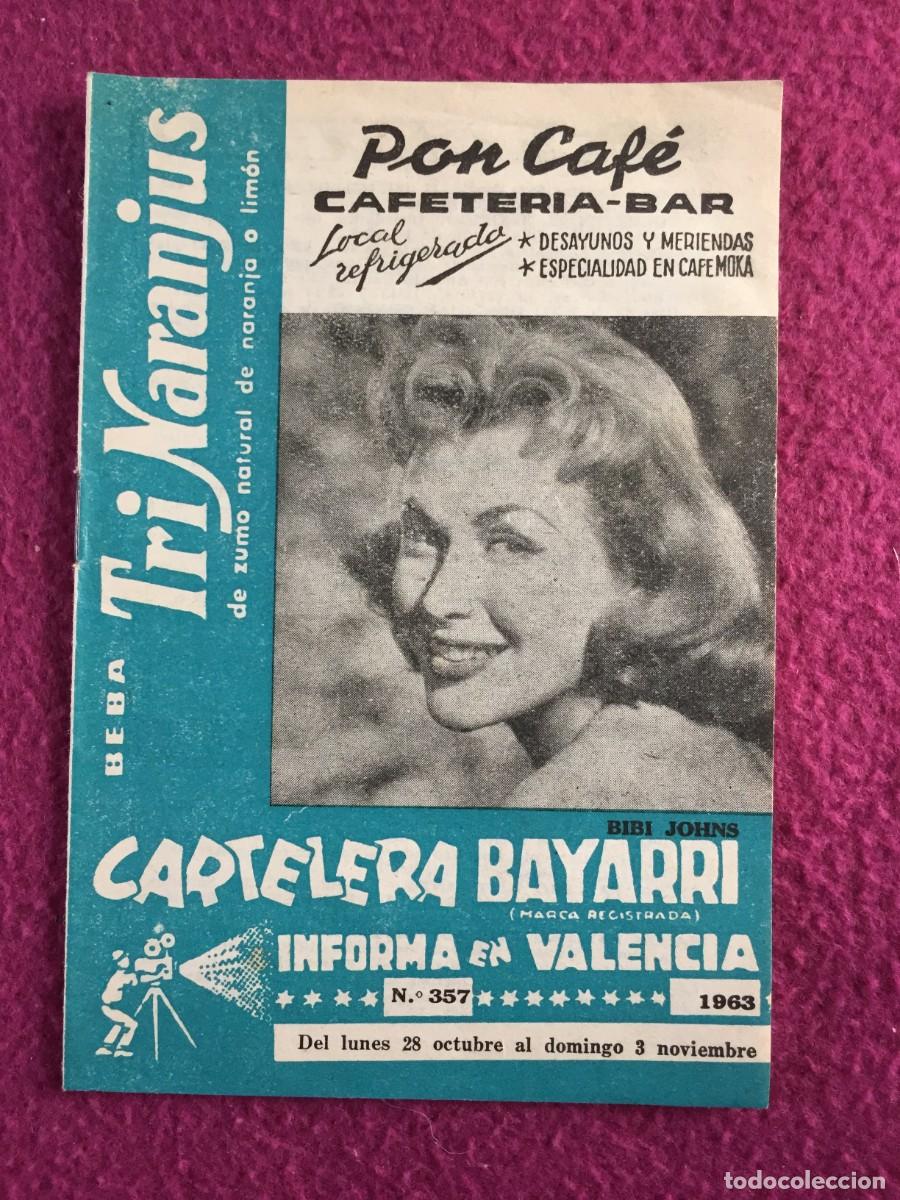 Pon Café
CAFETERIA-BAR
Local refrigerado
* DESAYUNOS Y MERIENDAS
* ESPECIALIDAD EN CAFE MOKA
BEBA TriNaranjus
de zumo natural de naranja o limón
BIBI JOHNS
CARTELERA BAYARRI
(MARCA REGISTRADA)
INFORMA EN VALENCIA
N.º 357
1963
Del lunes 28 octubre al domingo 3 noviembre
todocoleccion